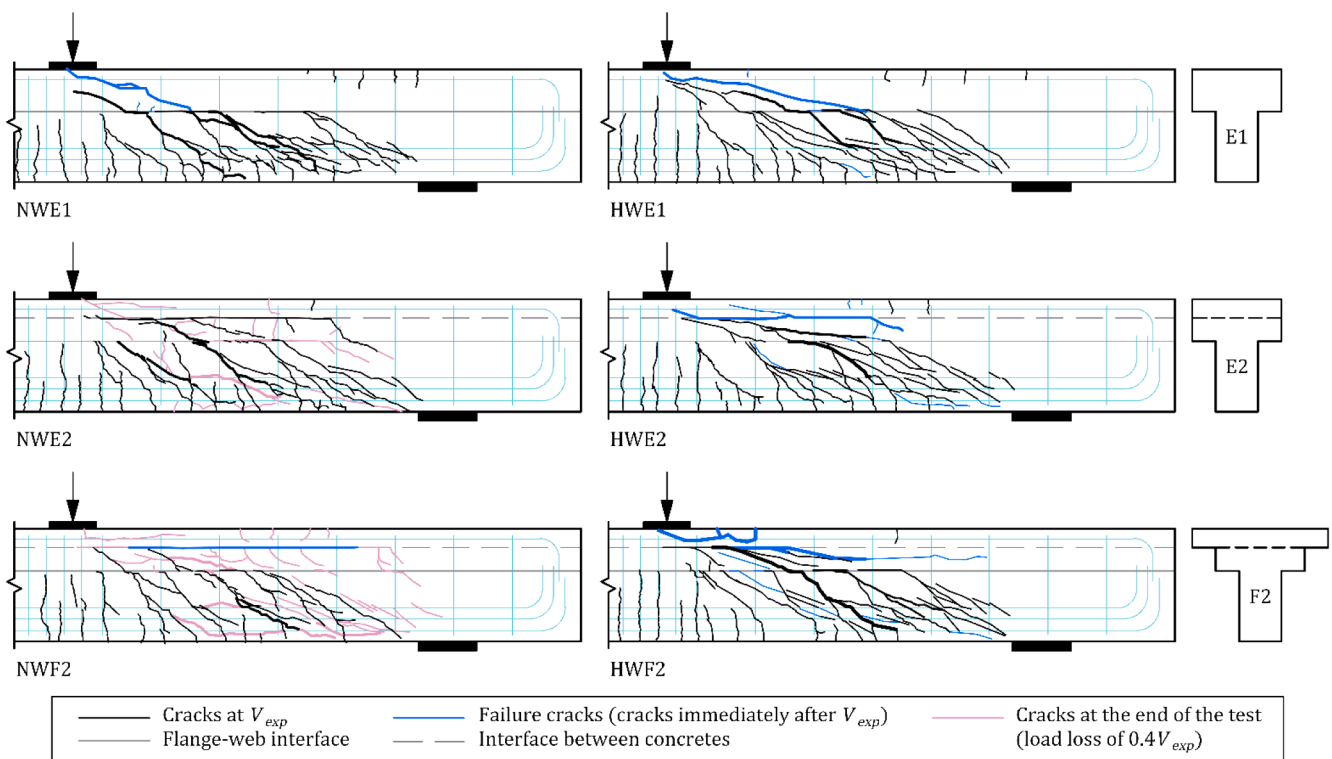 NWE1
HWE1
E1
NWE2
HWE2
E2
NWF2
HWF2
F2
Cracks at V_exp
Failure cracks (cracks immediately after V_exp)
Cracks at the end of the test
Flange-web interface
Interface between concretes
(load loss of 0.4V_exp)